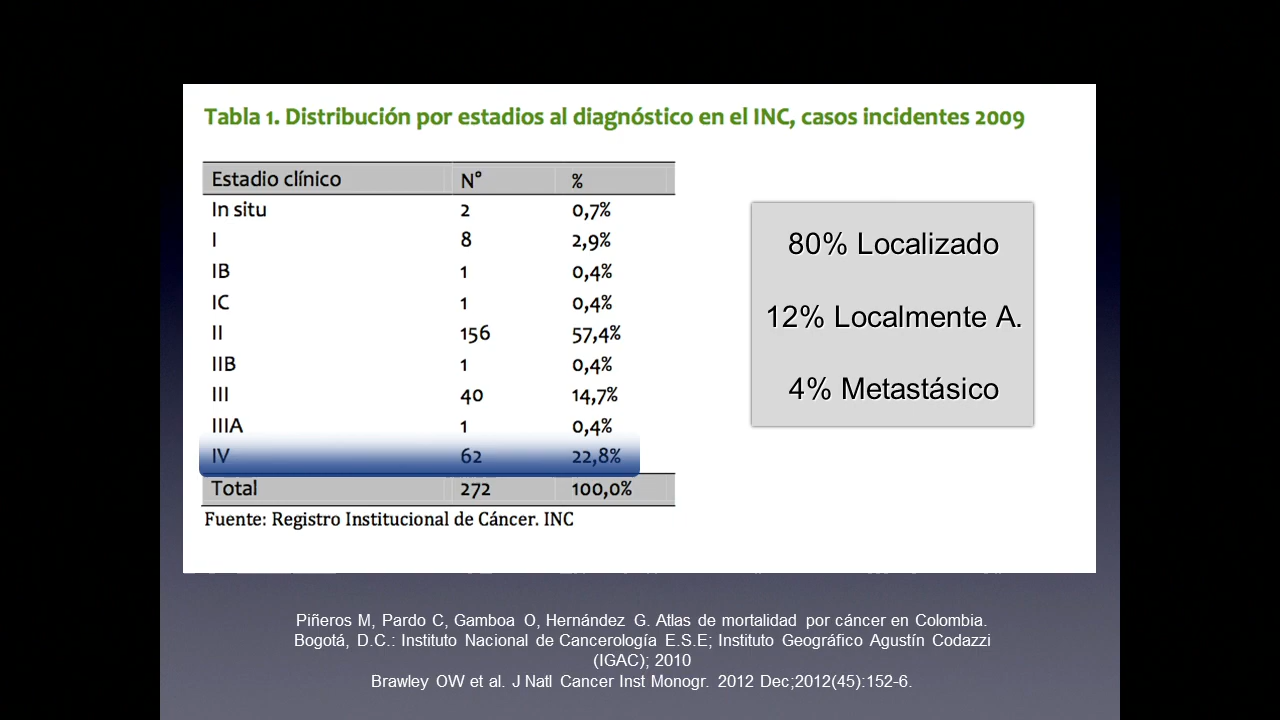 Tabla 1. Distribución por estadios al diagnóstico en el INC, casos incidentes 2009
Estadio clínico N° %
In situ 2 0,7%
I 8 2,9%
IB 1 0,4%
IC 1 0,4%
II 156 57,4%
IIB 1 0,4%
III 40 14,7%
IIIA 1 0,4%
IV 62 22,8%
Total 272 100,0%
Fuente: Registro Institucional de Cáncer. INC
80% Localizado
12% Localmente A.
4% Metastásico
Piñeros M, Pardo C, Gamboa O, Hernández G. Atlas de mortalidad por cáncer en Colombia.
Bogotá, D.C.: Instituto Nacional de Cancerología E.S.E; Instituto Geográfico Agustín Codazzi
(IGAC); 2010
Brawley OW et al. J Natl Cancer Inst Monogr. 2012 Dec;2012(45):152-6.